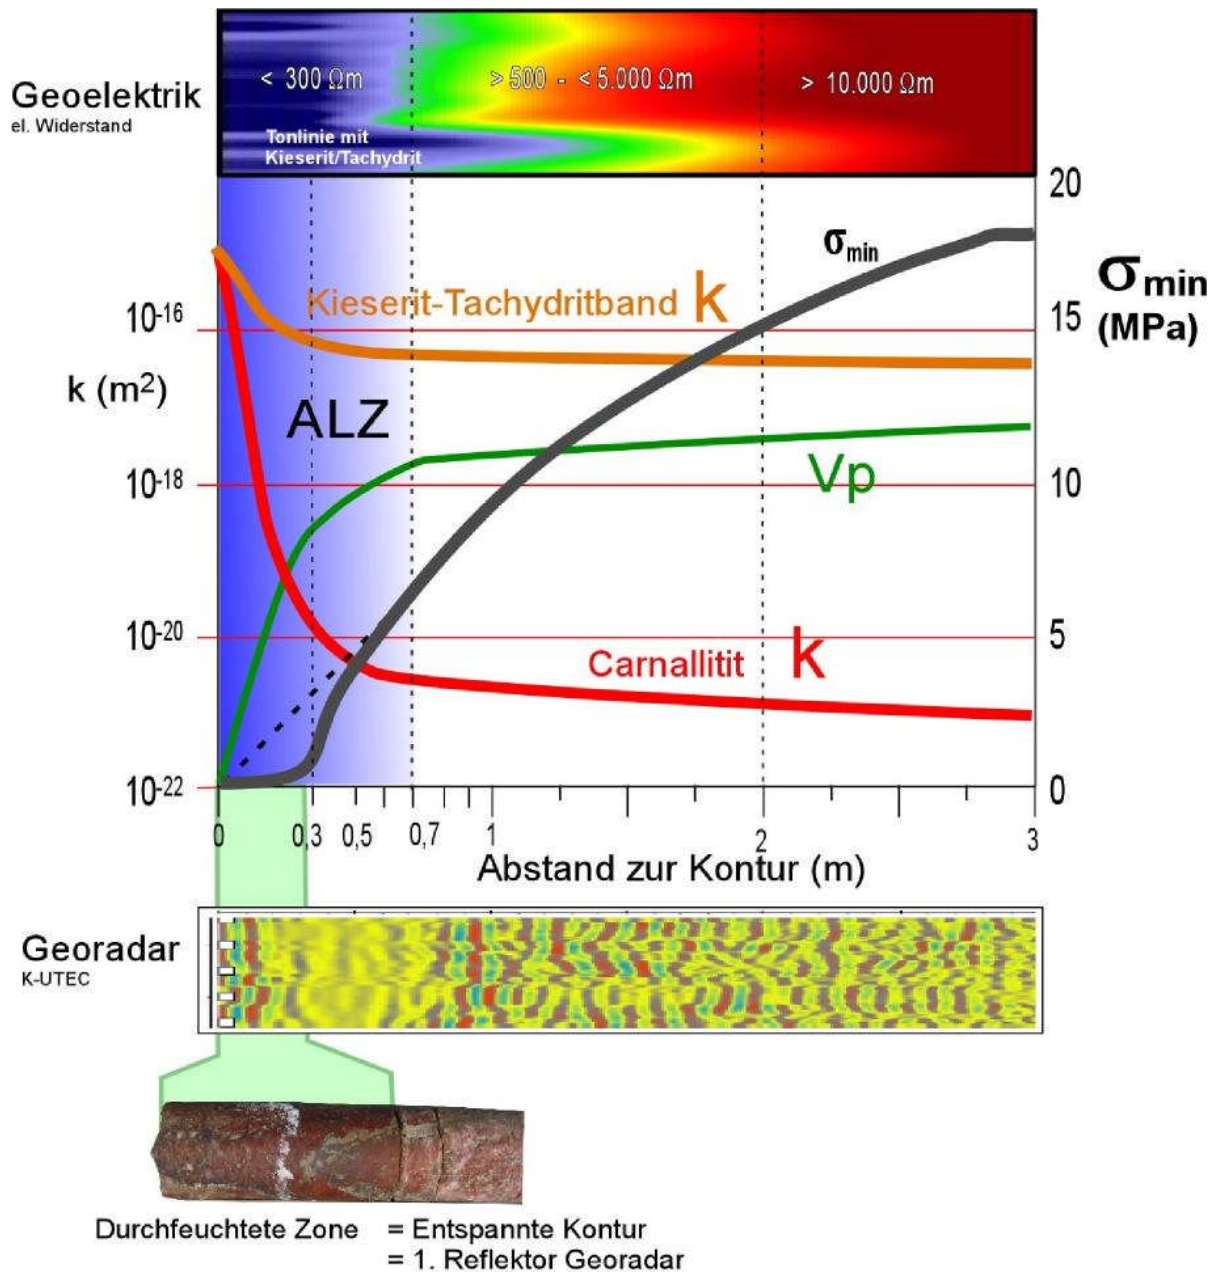 < 300 Ωm
> 500 - < 5.000 Ωm
> 10.000 Ωm
Geoelektrik
el. Widerstand
Tonlinie mit
Kieserit/Tachydrit
20
σmin
σmin
(MPa)
Kieserit-Tachydritband k
10-16
15
k (m2)
ALZ
Vp
10-18
10
10-20
5
Carnallitit k
10-22
0
0 0,3 0,5 0,7 1 2 3
Abstand zur Kontur (m)
Georadar
K-UTEC
Durchfeuchtete Zone = Entspannte Kontur
= 1. Reflektor Georadar